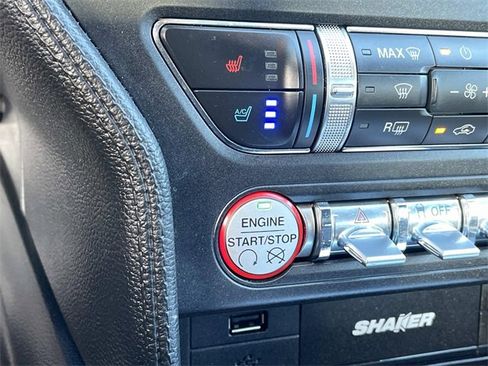 MAX
A/C
R
ENGINE
START/STOP
OFF
SHAKER